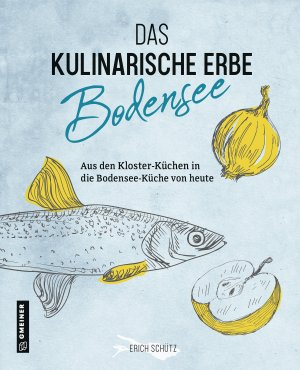 DAS
KULINARISCHE ERBE
Bodensee
Aus den Kloster-Küchen in
die Bodensee-Küche von heute
GMEINER
ERICH SCHÜTZ